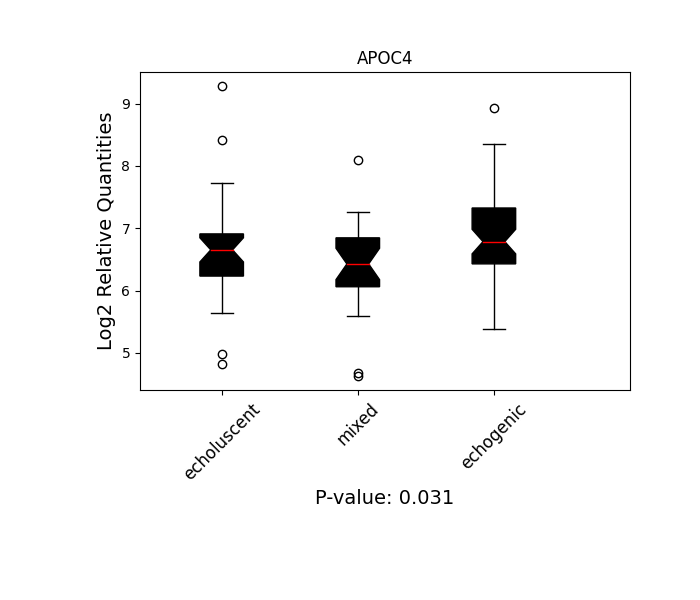 APOC4
Log2 Relative Quantities
9
8
7
6
5
echoluscent
mixed
echogenic
P-value: 0.031